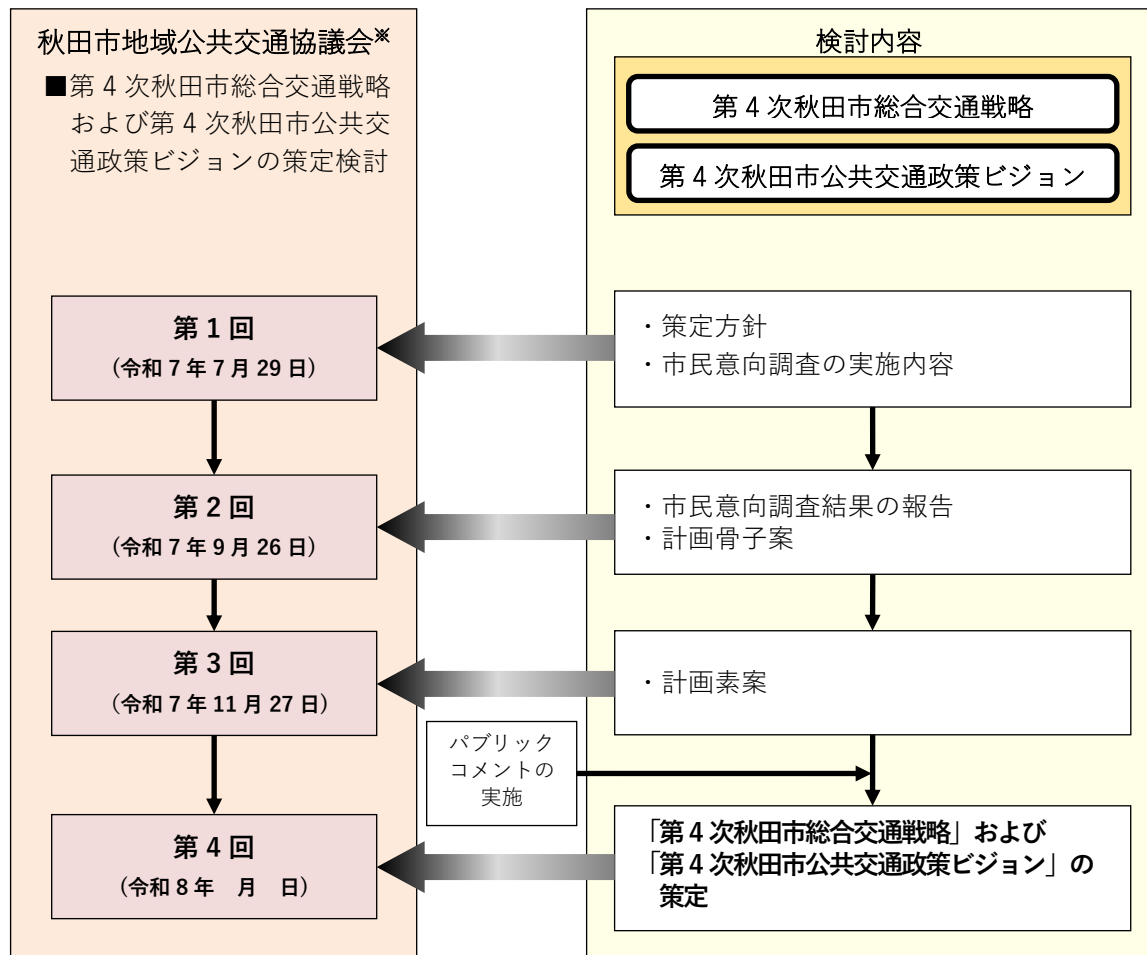 秋田市地域公共交通協議会※
■第4次秋田市総合交通戦略
および第4次秋田市公共交
通政策ビジョンの策定検討
検討内容
第4次秋田市総合交通戦略
第4次秋田市公共交通政策ビジョン
第1回
(令和7年7月29日)
・策定方針
・市民意向調査の実施内容
第2回
(令和7年9月26日)
・市民意向調査結果の報告
・計画骨子案
第3回
(令和7年11月27日)
・計画素案
パブリック
コメントの
実施
第4回
(令和8年　月　日)
「第4次秋田市総合交通戦略」および
「第4次秋田市公共交通政策ビジョン」の
策定